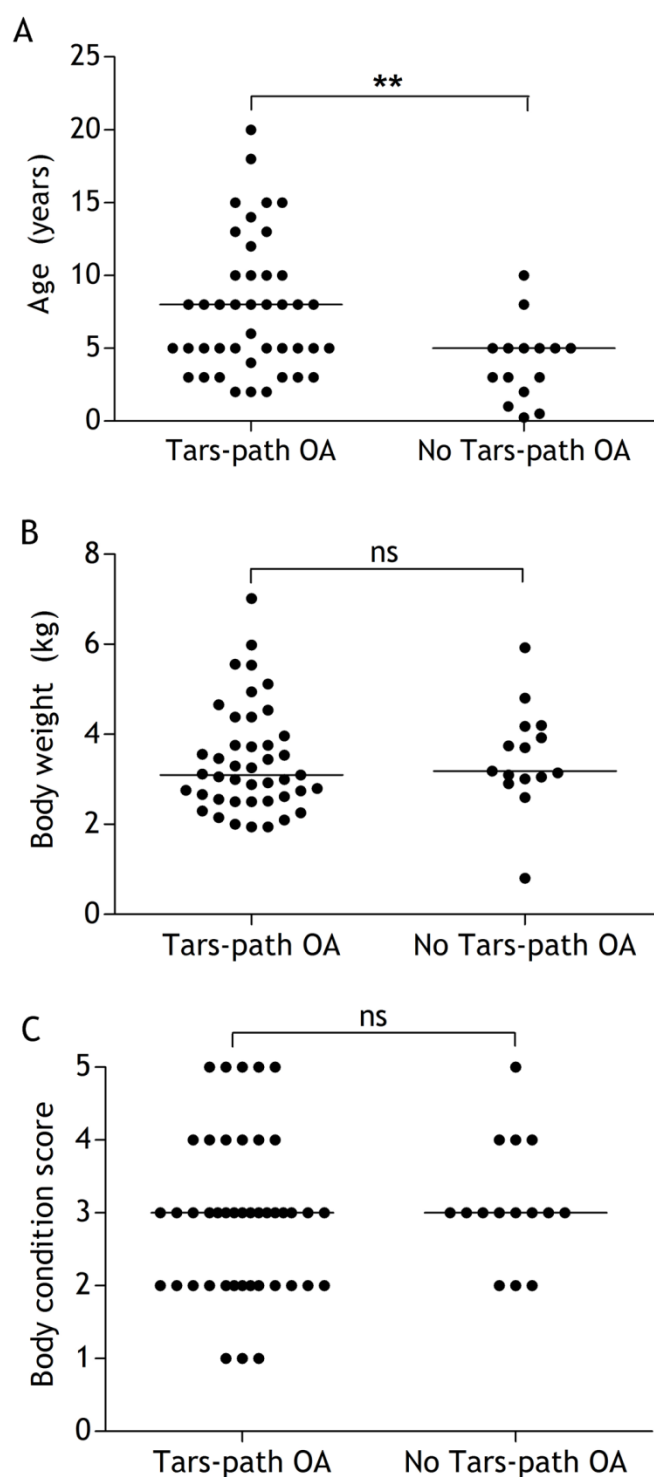 A
25
20
15
10
5
0
Age (years)
**
Tars-path OA
No Tars-path OA
B
8
6
4
2
0
Body weight (kg)
ns
Tars-path OA
No Tars-path OA
C
5
4
3
2
1
0
Body condition score
ns
Tars-path OA
No Tars-path OA